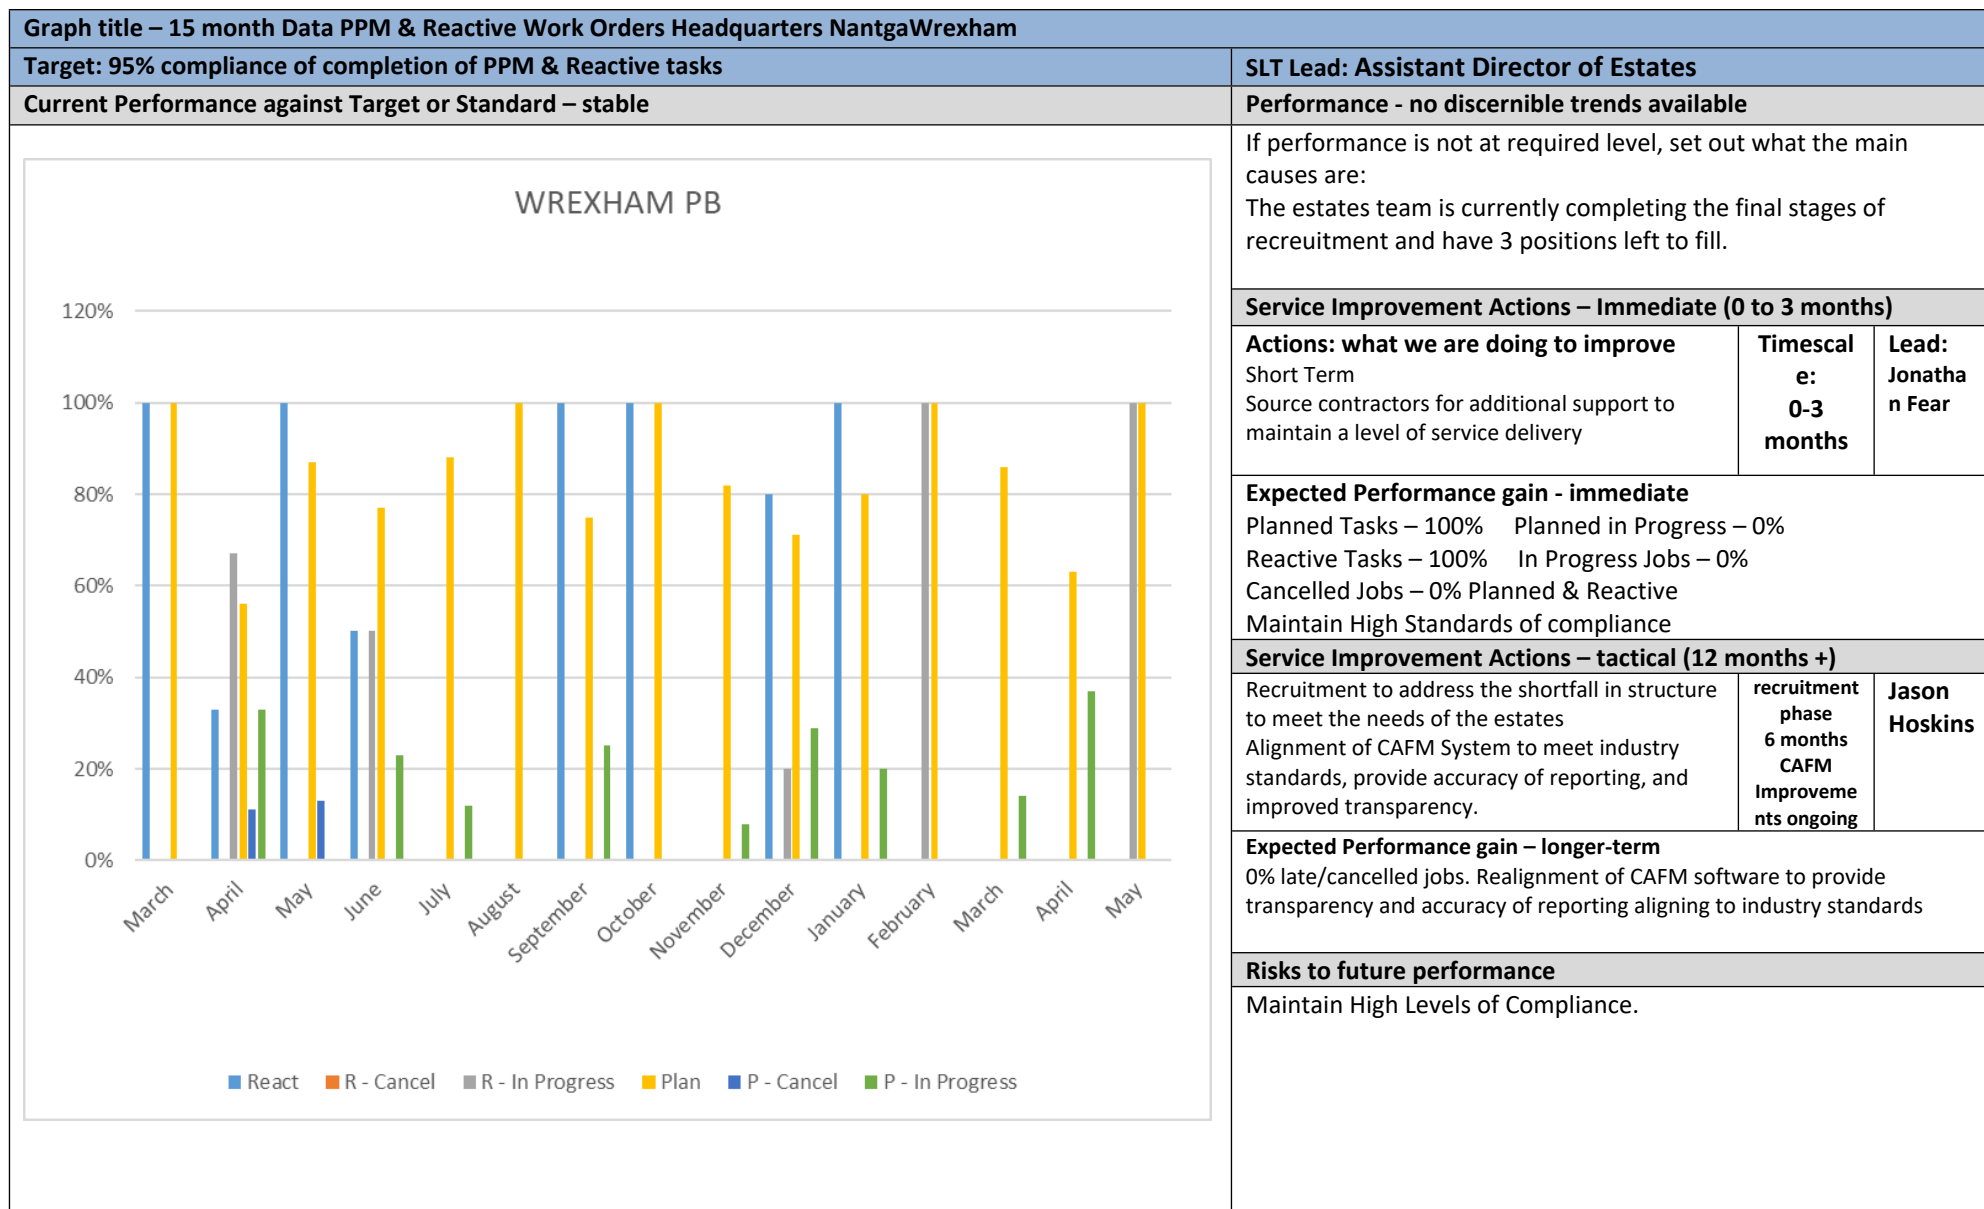 Graph title – 15 month Data PPM & Reactive Work Orders Headquarters NantgaWrexham
Target: 95% compliance of completion of PPM & Reactive tasks
SLT Lead: Assistant Director of Estates
Current Performance against Target or Standard – stable
Performance - no discernible trends available
WREXHAM PB
120%
100%
80%
60%
40%
20%
0%
March
April
May
June
July
August
September
October
November
December
January
February
March
April
May
React
R - Cancel
R - In Progress
Plan
P - Cancel
P - In Progress
If performance is not at required level, set out what the main
causes are:
The estates team is currently completing the final stages of
recreuitment and have 3 positions left to fill.
Service Improvement Actions – Immediate (0 to 3 months)
Actions: what we are doing to improve
Short Term
Source contractors for additional support to
maintain a level of service delivery
Timescal
e:
0-3
months
Lead:
Jonatha
n Fear
Expected Performance gain - immediate
Planned Tasks – 100% Planned in Progress – 0%
Reactive Tasks – 100% In Progress Jobs – 0%
Cancelled Jobs – 0% Planned & Reactive
Maintain High Standards of compliance
Service Improvement Actions – tactical (12 months +)
Recruitment to address the shortfall in structure
to meet the needs of the estates
Alignment of CAFM System to meet industry
standards, provide accuracy of reporting, and
improved transparency.
recruitment
phase
6 months
CAFM
Improveme
nts ongoing
Jason
Hoskins
Expected Performance gain – longer-term
0% late/cancelled jobs. Realignment of CAFM software to provide
transparency and accuracy of reporting aligning to industry standards
Risks to future performance
Maintain High Levels of Compliance.